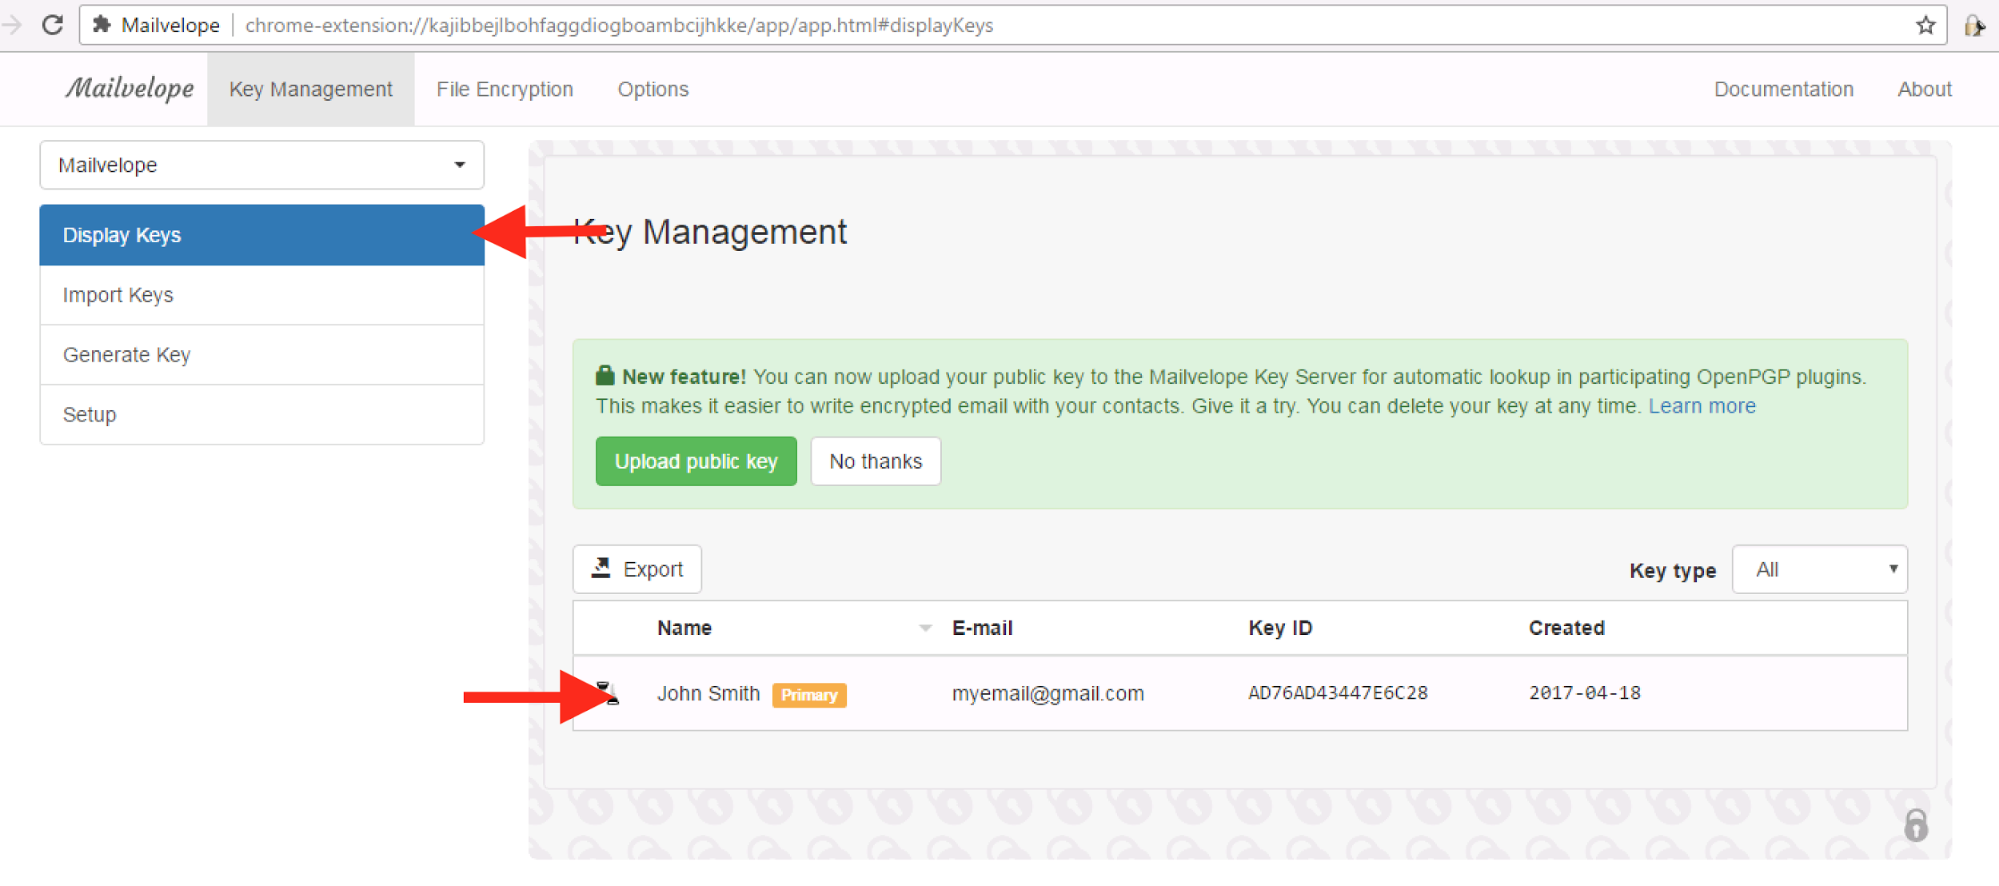 Mailvelope chrome-extension://kajibbejlbohfaggdiogboambcijhkke/app/app.html#displayKeys
Mailvelope Key Management File Encryption Options Documentation About
Mailvelope
Display Keys
Import Keys
Generate Key
Setup
Key Management
New feature! You can now upload your public key to the Mailvelope Key Server for automatic lookup in participating OpenPGP plugins.
This makes it easier to write encrypted email with your contacts. Give it a try. You can delete your key at any time. Learn more
Upload public key No thanks
Export Key type All
Name E-mail Key ID Created
John Smith Primary myemail@gmail.com AD76AD43447E6C28 2017-04-18